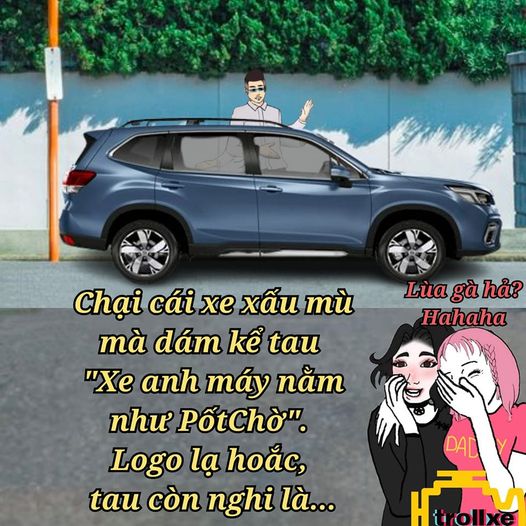 Chại cái xe xấu mù
mà dám kể tau
"Xe anh máy nằm
như PốtChờ".
Logo lạ hoắc,
tau còn nghi là...
Lùa gà hả?
Hahaha
DADDY
trollxe